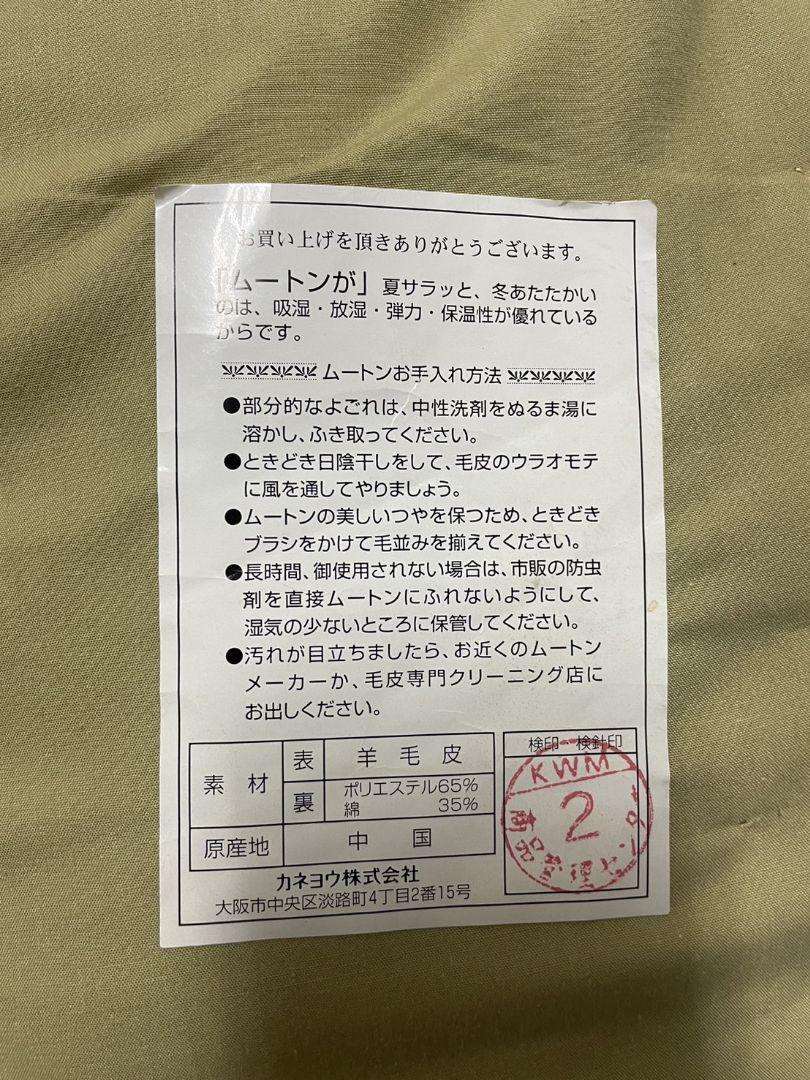 お買い上げを頂きありがとうございます。
「ムートンが」夏サラッと、冬あたたかい
のは、吸湿・放湿・弾力・保温性が優れている
からです。
ムートンお手入れ方法
●部分的なよごれは、中性洗剤をぬるま湯に
溶かし、ふき取ってください。
●ときどき日陰干しをして、毛皮のウラオモテ
に風を通してやりましょう。
●ムートンの美しいつやを保つため、ときどき
ブラシをかけて毛並みを揃えてください。
●長時間、御使用されない場合は、市販の防虫
剤を直接ムートンにふれないようにして、
湿気の少ないところに保管してください。
●汚れが目立ちましたら、お近くのムートン
メーカーか、毛皮専門クリーニング店に
お出しください。
素材 表 羊毛皮
裏 ポリエステル65%
綿 35%
原産地 中国
検印 検針印
KWM
2
商品管理センター
カネヨウ株式会社
大阪市中央区淡路町4丁目2番15号